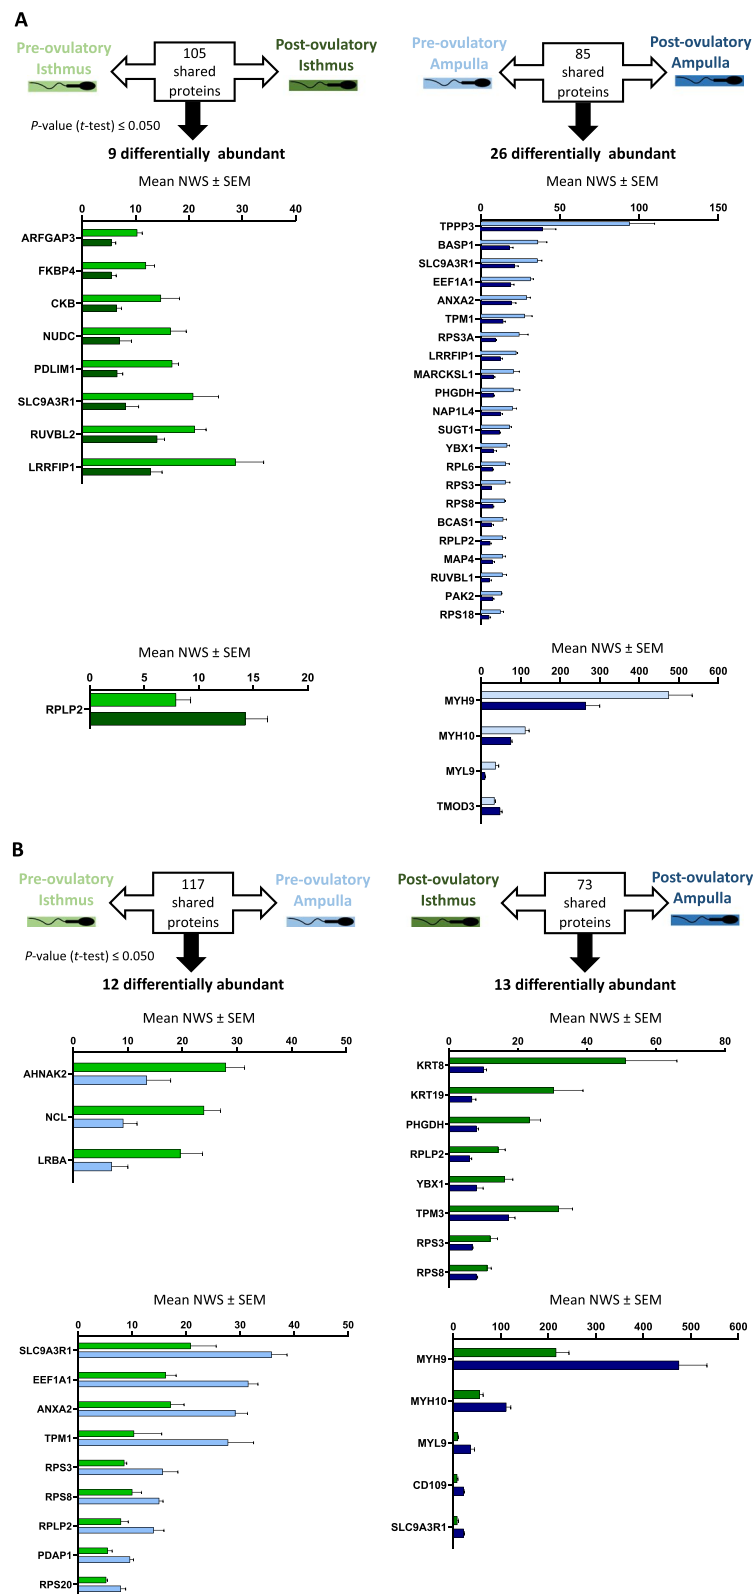 A
Pre-ovulatory
Isthmus
105
shared
proteins
Post-ovulatory
Isthmus
P-value (t-test) ≤ 0.050
9 differentially abundant
Mean NWS ± SEM
0 10 20 30 40
ARFGAP3
FKBP4
CKB
NUDC
PDLIM1
SLC9A3R1
RUVBL2
LRRFIP1
Mean NWS ± SEM
0 5 10 15 20
RPLP2
Pre-ovulatory
Ampulla
85
shared
proteins
Post-ovulatory
Ampulla
26 differentially abundant
Mean NWS ± SEM
0 50 100 150
TPPP3
BASP1
SLC9A3R1
EEF1A1
ANXA2
TPM1
RPS3A
LRRFIP1
MARCKSL1
PHGDH
NAP1L4
SUGT1
YBX1
RPL6
RPS3
RPS8
BCAS1
RPLP2
MAP4
RUVBL1
PAK2
RPS18
Mean NWS ± SEM
0 100 200 300 400 500 600
MYH9
MYH10
MYL9
TMOD3
B
Pre-ovulatory
Isthmus
117
shared
proteins
Pre-ovulatory
Ampulla
P-value (t-test) ≤ 0.050
12 differentially abundant
Mean NWS ± SEM
0 10 20 30 40 50
AHNAK2
NCL
LRBA
Mean NWS ± SEM
0 10 20 30 40 50
SLC9A3R1
EEF1A1
ANXA2
TPM1
RPS3
RPS8
RPLP2
PDAP1
RPS20
Post-ovulatory
Isthmus
73
shared
proteins
Post-ovulatory
Ampulla
13 differentially abundant
Mean NWS ± SEM
0 20 40 60 80
KRT8
KRT19
PHGDH
RPLP2
YBX1
TPM3
RPS3
RPS8
Mean NWS ± SEM
0 100 200 300 400 500 600
MYH9
MYH10
MYL9
CD109
SLC9A3R1